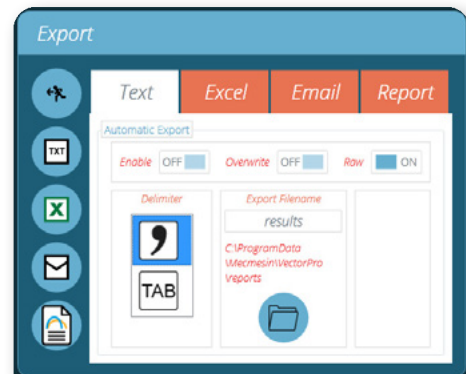 Export
Text Excel Email Report
Automatic Export
Enable OFF Overwrite OFF Raw ON
TXT
Delimiter Export Filename
results
C:\ProgramData
\Mecmesin\VectorPro
\reports
TAB
X